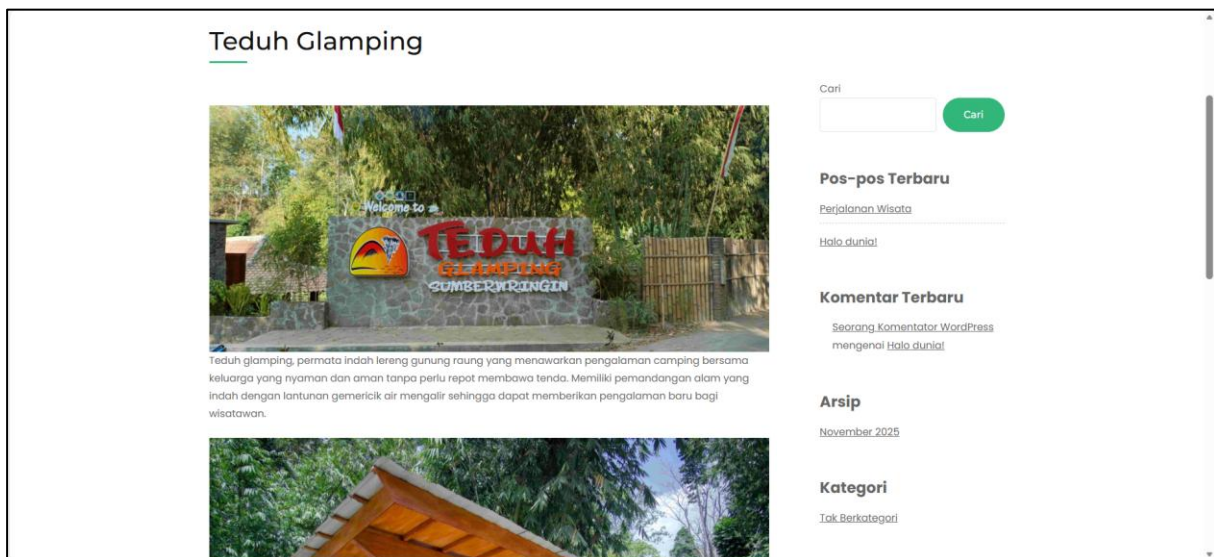 Teduh Glamping
Welcome to
TEDUH
GLAMPING
SUMBERWRINGIN
Teduh glamping, permata indah lereng gunung raung yang menawarkan pengalaman camping bersama
keluarga yang nyaman dan aman tanpa perlu repot membawa tenda. Memiliki pemandangan alam yang
indah dengan lantunan gemericik air mengalir sehingga dapat memberikan pengalaman baru bagi
wisatawan.
Cari
Cari
Pos-pos Terbaru
Perjalanan Wisata
Halo dunia!
Komentar Terbaru
Seorang Komentator WordPress
mengenai Halo dunia!
Arsip
November 2025
Kategori
Tak Berkategori